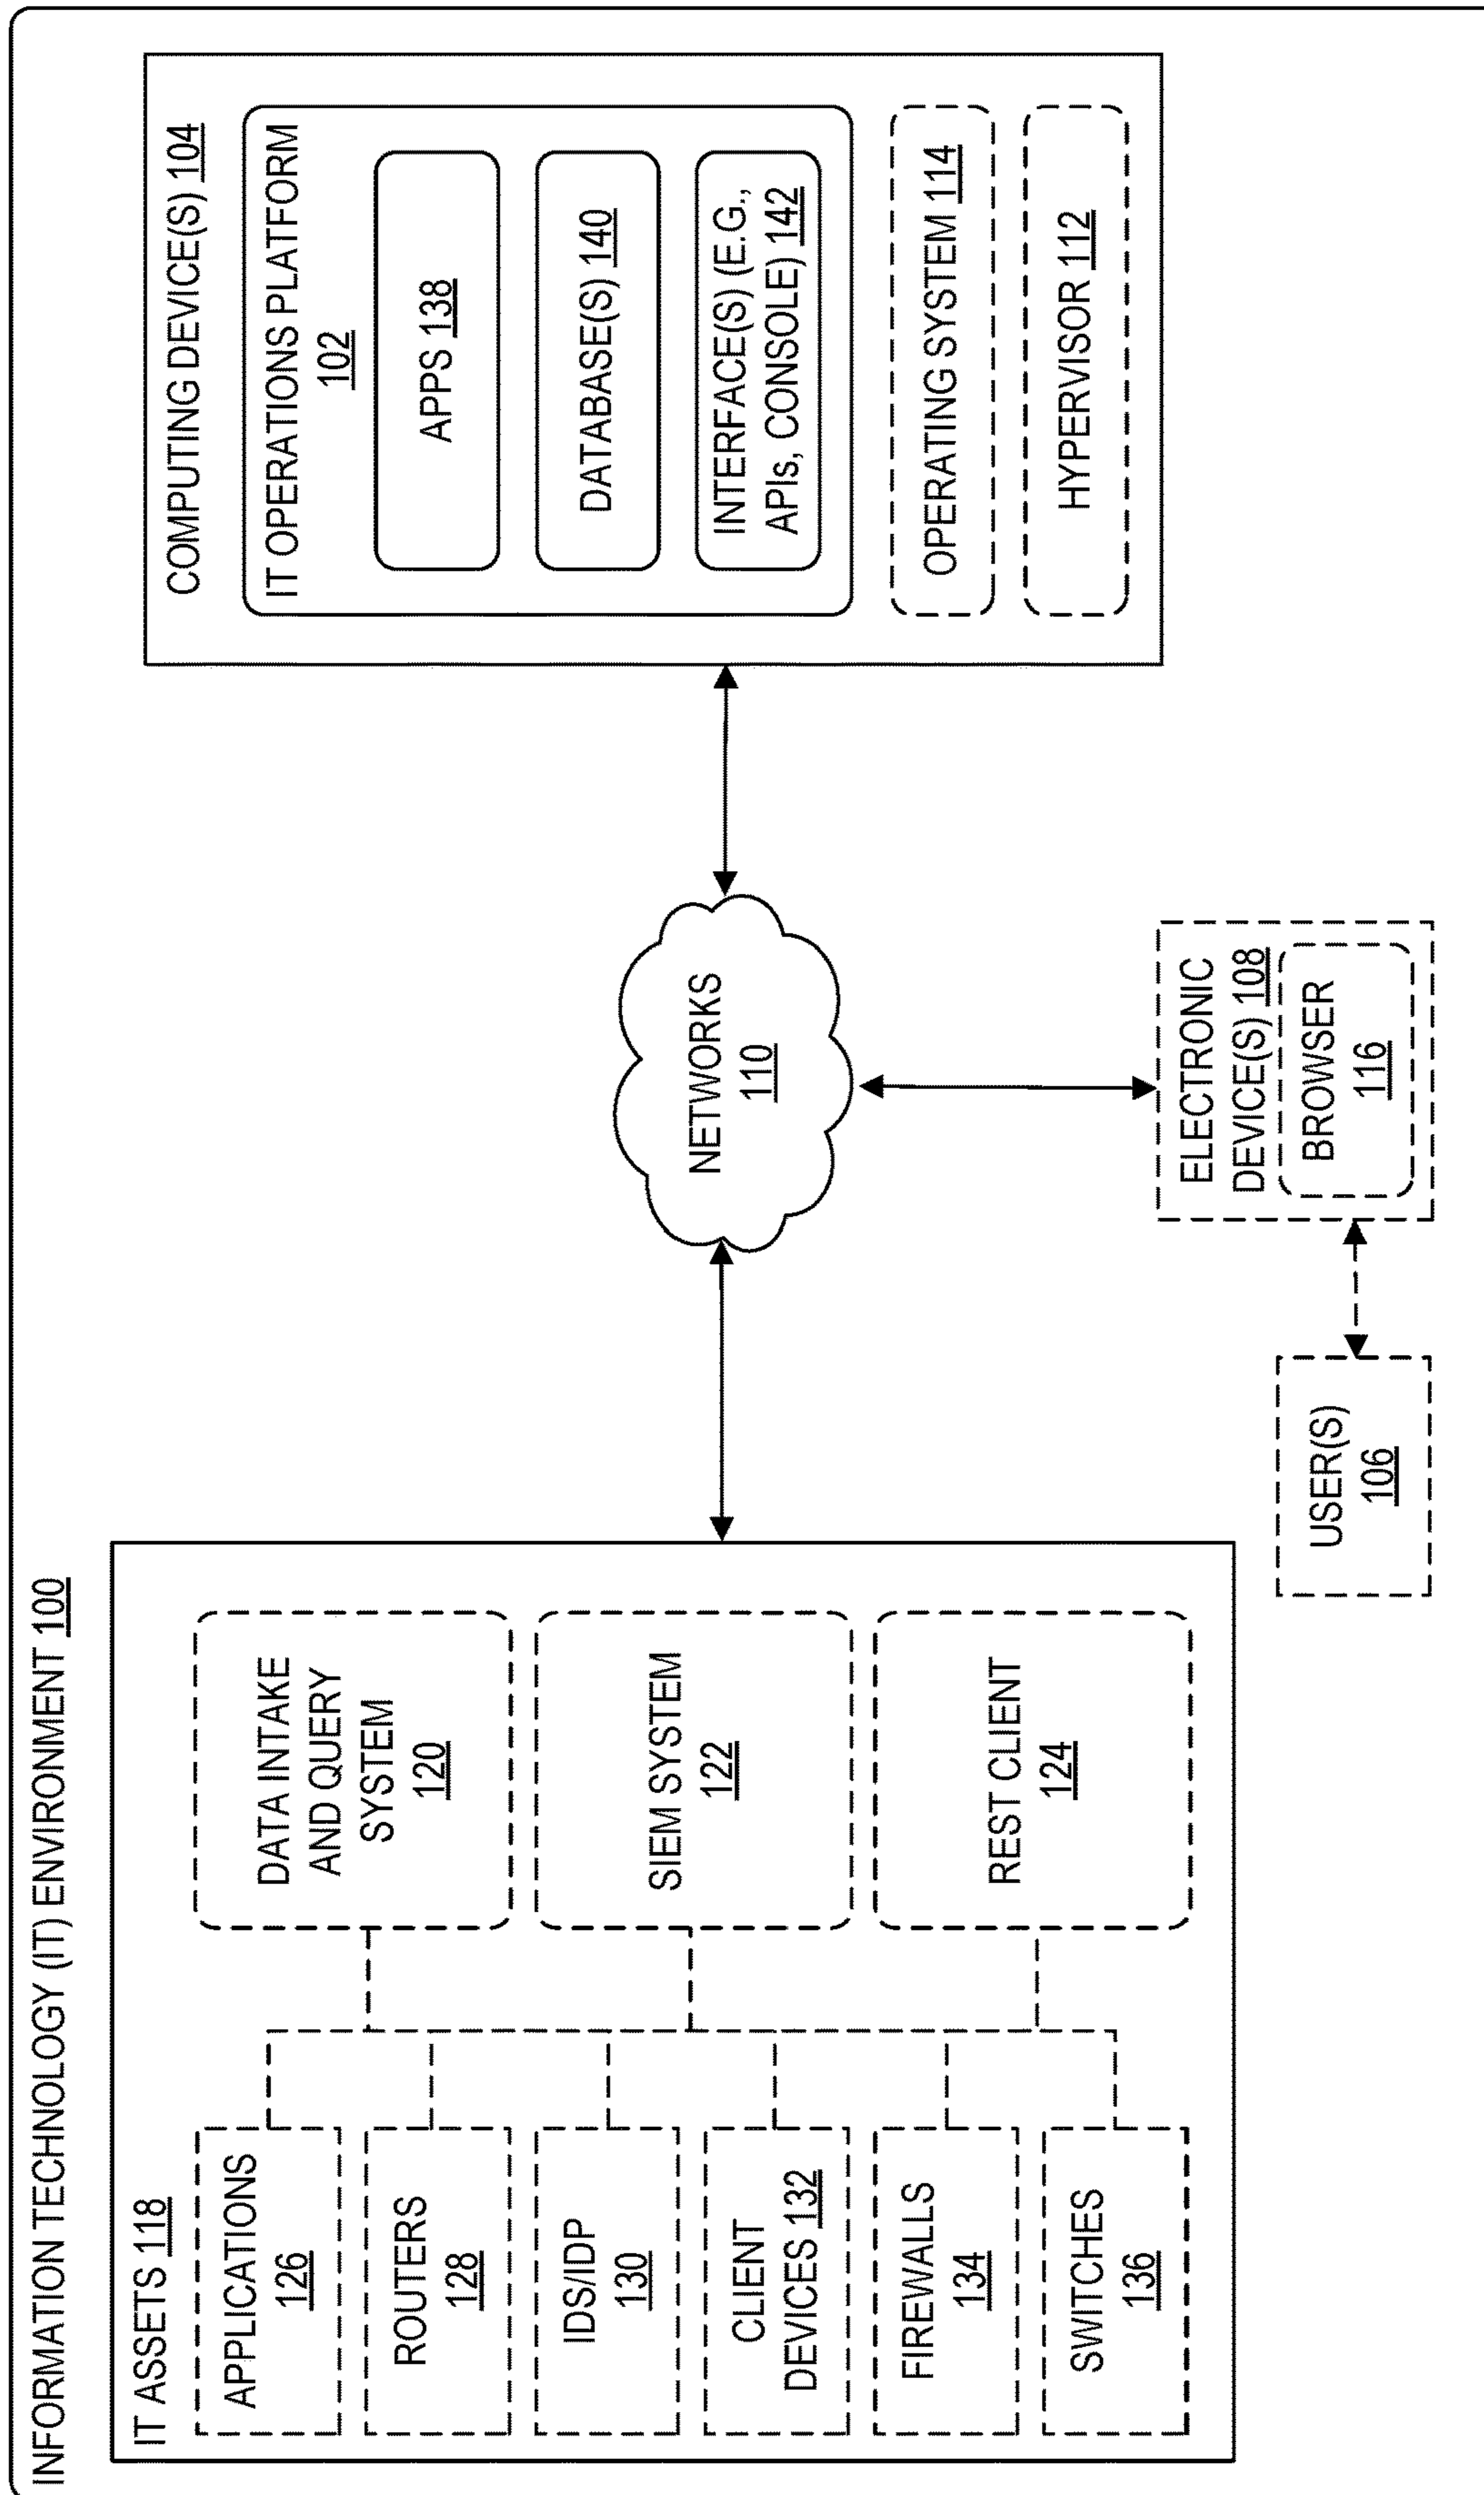 INFORMATION TECHNOLOGY (IT) ENVIRONMENT 100
IT ASSETS 118
APPLICATIONS
126
ROUTERS
128
IDS/IDP
130
CLIENT
DEVICES 132
FIREWALLS
134
SWITCHES
136
DATA INTAKE
AND QUERY
SYSTEM
120
SIEM SYSTEM
122
REST CLIENT
124
NETWORKS
110
USER(S)
106
ELECTRONIC
DEVICE(S) 108
BROWSER
116
COMPUTING DEVICE(S) 104
IT OPERATIONS PLATFORM
102
APPS 138
DATABASE(S) 140
INTERFACE(S) (E.G.,
APIs, CONSOLE) 142
OPERATING SYSTEM 114
HYPERVISOR 112